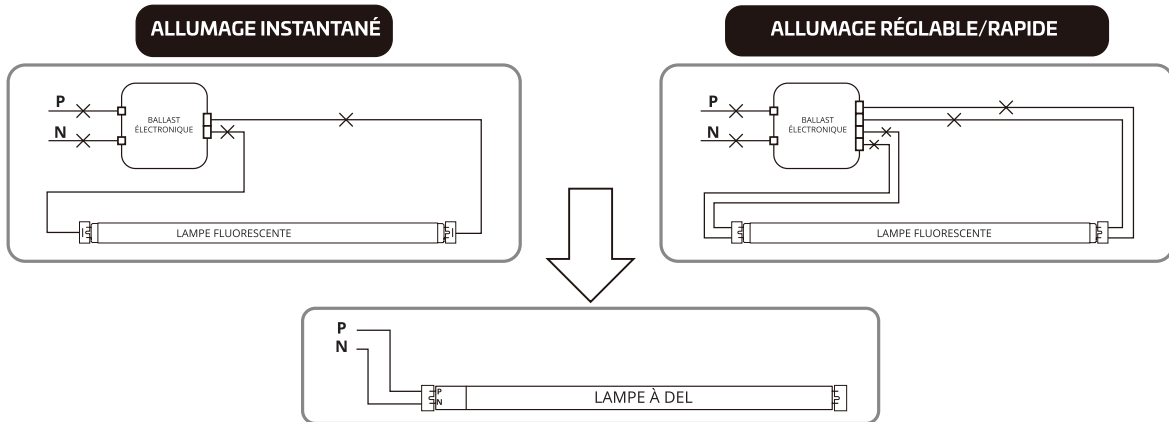 ALLUMAGE INSTANTANÉ
P
N
BALLAST
ÉLECTRONIQUE
LAMPE FLUORESCENTE
ALLUMAGE RÉGLABLE/RAPIDE
P
N
BALLAST
ÉLECTRONIQUE
LAMPE FLUORESCENTE
P
N
P
N
LAMPE À DEL